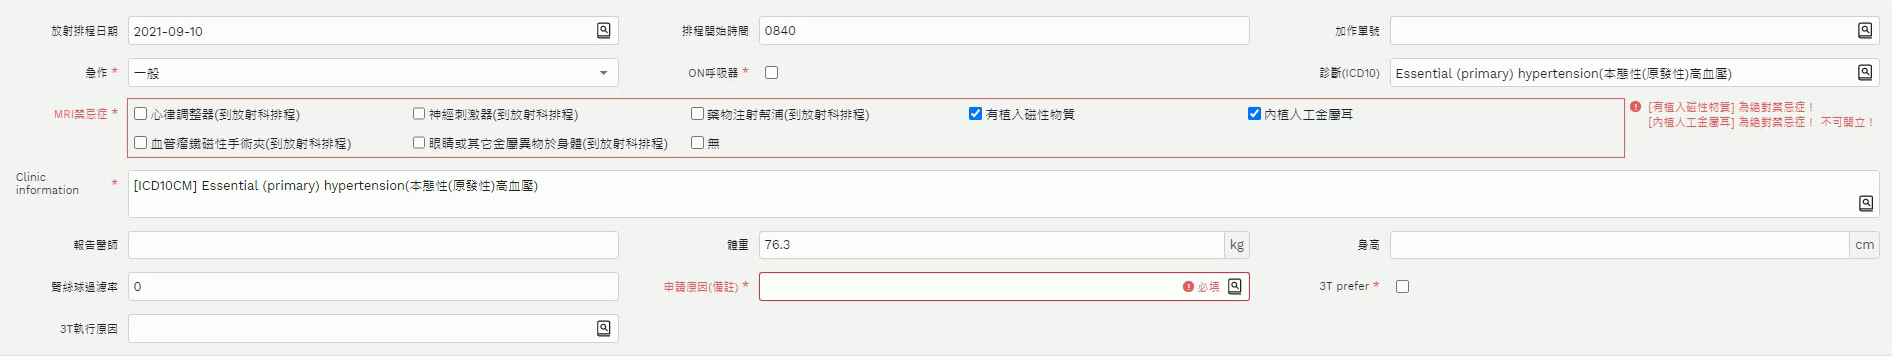 放射排程日期 2021-09-10 排程開始時間 0840 加作單號
急作 * 一般 ON呼吸器 * 診斷(ICD10) Essential (primary) hypertension(本態性(原發性)高血壓)
MRI禁忌症 * 心律調整器(到放射科排程) 神經刺激器(到放射科排程) 藥物注射幫浦(到放射科排程) 有植入磁性物質 內植人工金屬耳 [有植入磁性物質] 為絶對禁忌症！
[內植人工金屬耳] 為絶對禁忌症！ 不可開立！
血管瘤鐵磁性手術夾(到放射科排程) 眼睛或其它金屬異物於身體(到放射科排程) 無
Clinic
information * [ICD10CM] Essential (primary) hypertension(本態性(原發性)高血壓)
報告醫師 體重 76.3 kg 身高 cm
腎絲球過濾率 0 申請原因(備註) * 必填 3T prefer *
3T執行原因